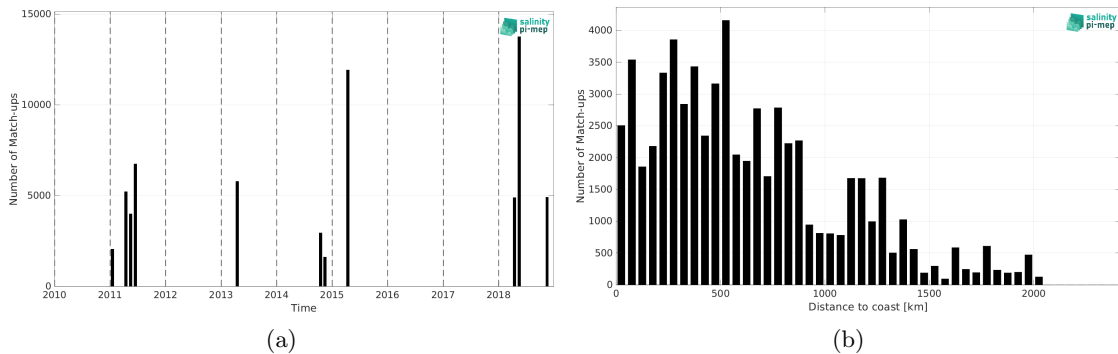 15000
10000
5000
0
Number of Match-ups
2010 2011 2012 2013 2014 2015 2016 2017 2018
Time
salinity
pi-mep
(a)
4000
3500
3000
2500
2000
1500
1000
500
0
Number of Match-ups
0 500 1000 1500 2000
Distance to coast [km]
salinity
pi-mep
(b)